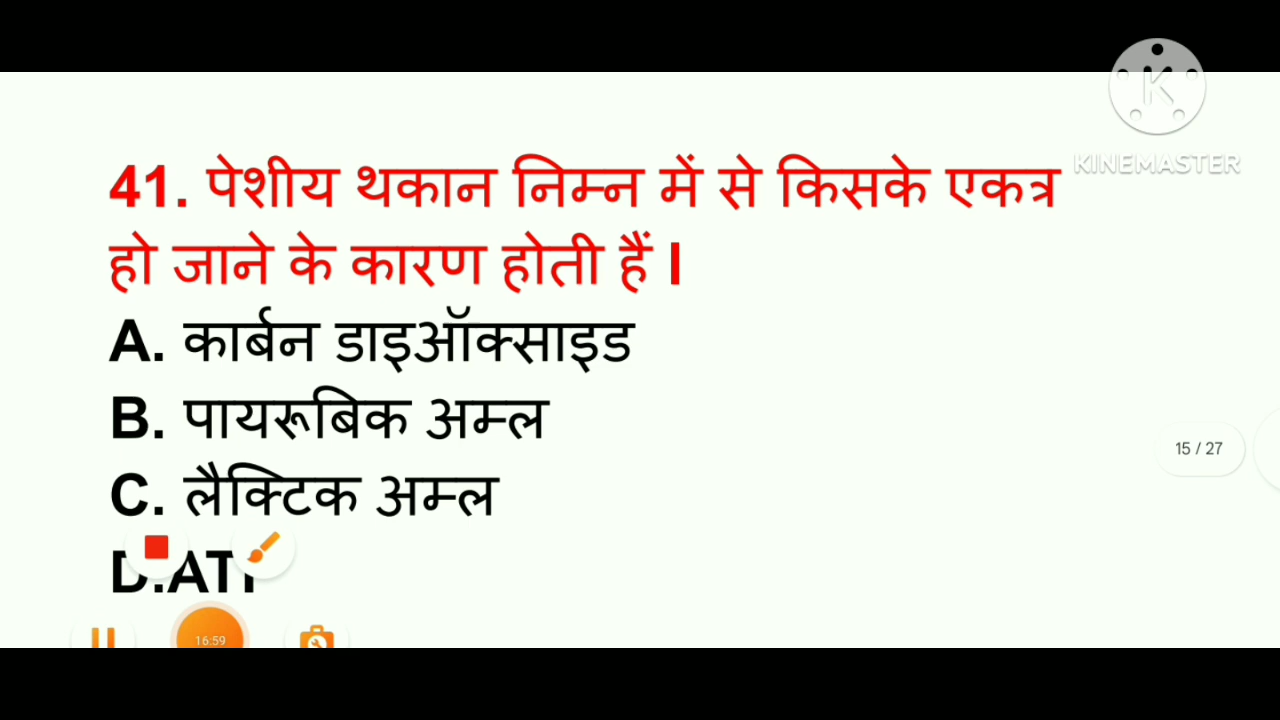 KINEMASTER
41. पेशीय थकान निम्न में से किसके एकत्र
हो जाने के कारण होती हैं I
A. कार्बन डाइऑक्साइड
B. पायरूबिक अम्ल
C. लैक्टिक अम्ल
15 / 27
16:59